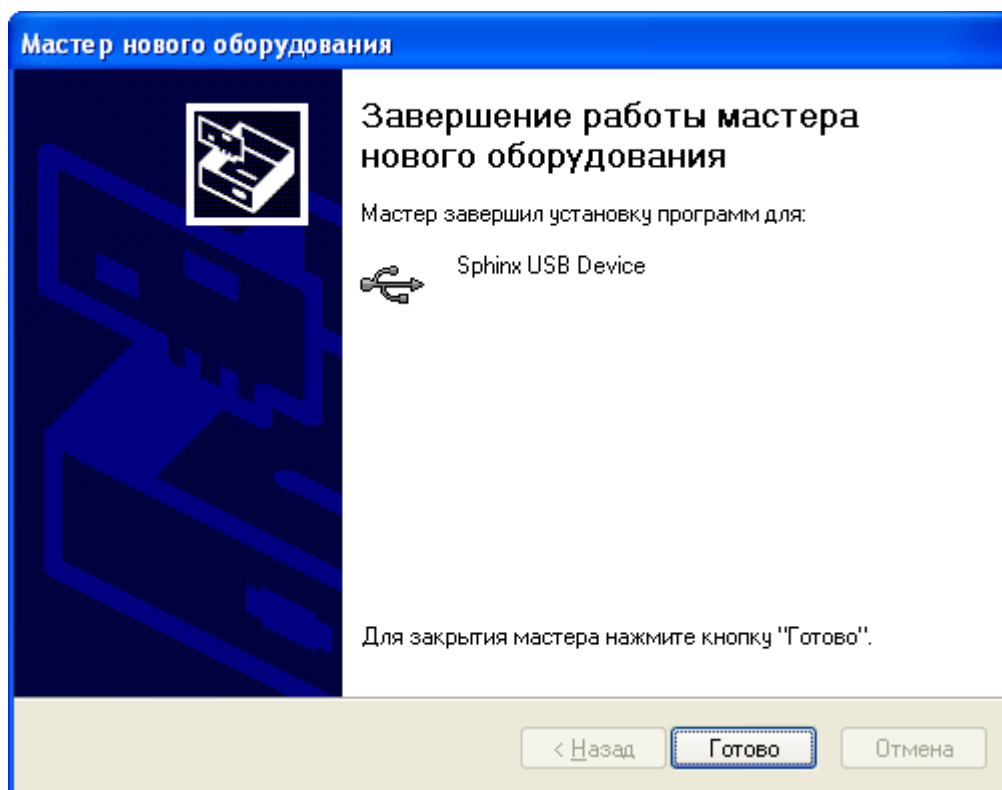 Мастер нового оборудования
Завершение работы мастера
нового оборудования
Мастер завершил установку программ для:
Sphinx USB Device
Для закрытия мастера нажмите кнопку "Готово".
< Назад
Готово
Отмена